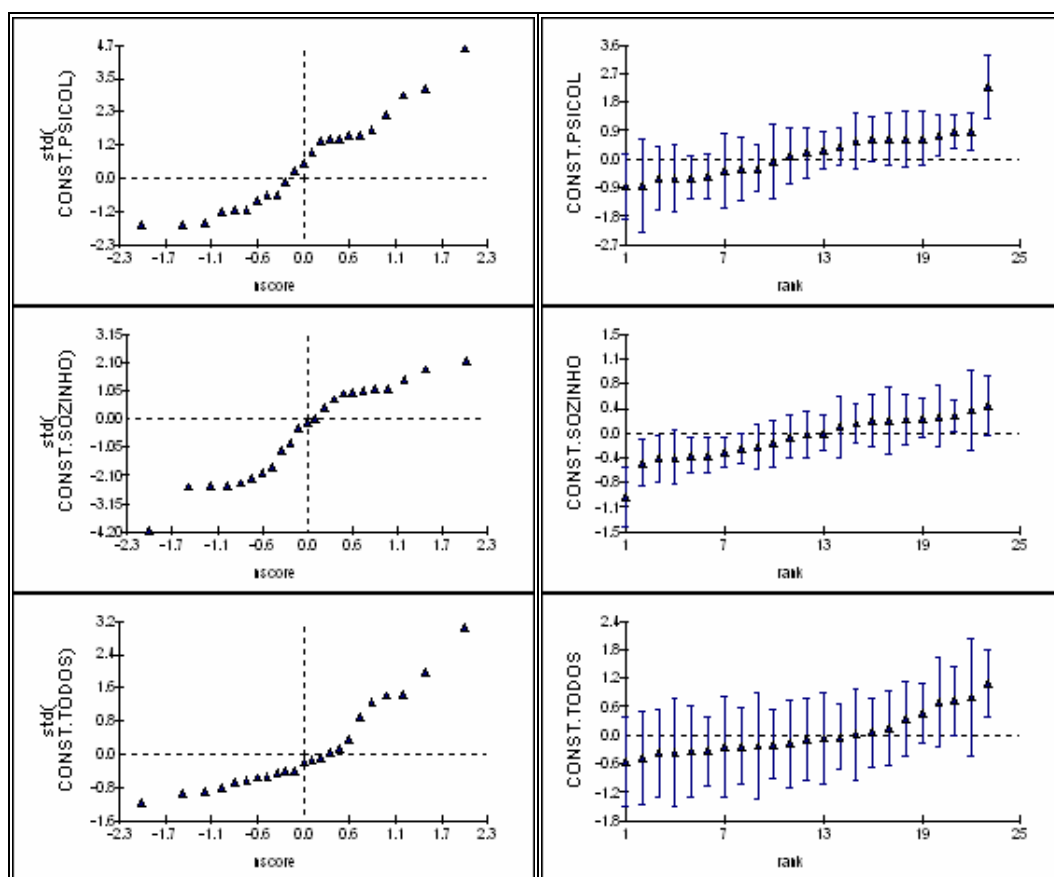 std(
CONST.PSICOL)
4.7
3.5
2.3
1.2
0.0
-1.2
-2.3
-2.3 -1.7 -1.1 -0.6 0.0 0.6 1.1 1.7 2.3
nscore
CONST.PSICOL
3.6
2.7
1.8
0.9
0.0
-0.9
-1.8
-2.7
1 7 13 19 25
rank
std(
CONST.SOZINHO)
3.15
2.10
1.05
0.00
-1.05
-2.10
-3.15
-4.20
-2.3 -1.7 -1.1 -0.6 0.0 0.6 1.1 1.7 2.3
nscore
CONST.SOZINHO
1.5
1.1
0.8
0.4
0.0
-0.4
-0.8
-1.1
-1.5
1 7 13 19 25
rank
std(
CONST.TODOS)
3.2
2.4
1.6
0.8
0.0
-0.8
-1.6
-2.3 -1.7 -1.1 -0.6 0.0 0.6 1.1 1.7 2.3
nscore
CONST.TODOS
2.4
1.8
1.2
0.6
0.0
-0.6
-1.2
-1.8
1 7 13 19 25
rank